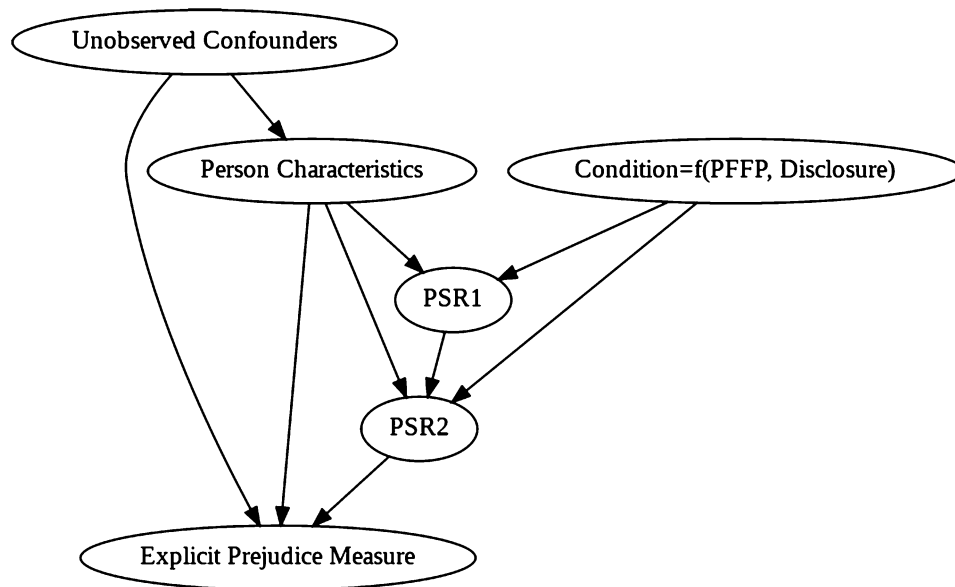 Unobserved Confounders
Person Characteristics
Condition=f(PFFP, Disclosure)
PSR1
PSR2
Explicit Prejudice Measure